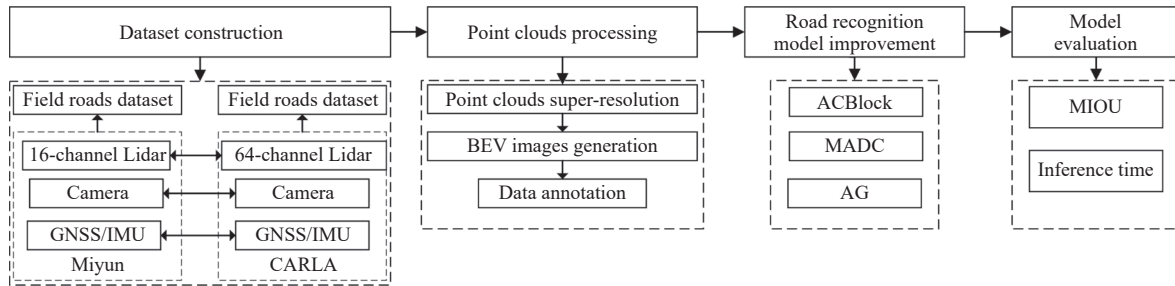 Dataset construction
Point clouds processing
Road recognition
model improvement
Model
evaluation
Field roads dataset
Field roads dataset
16-channel Lidar
64-channel Lidar
Camera
Camera
GNSS/IMU
GNSS/IMU
Miyun
CARLA
Point clouds super-resolution
BEV images generation
Data annotation
ACBlock
MADC
AG
MIOU
Inference time